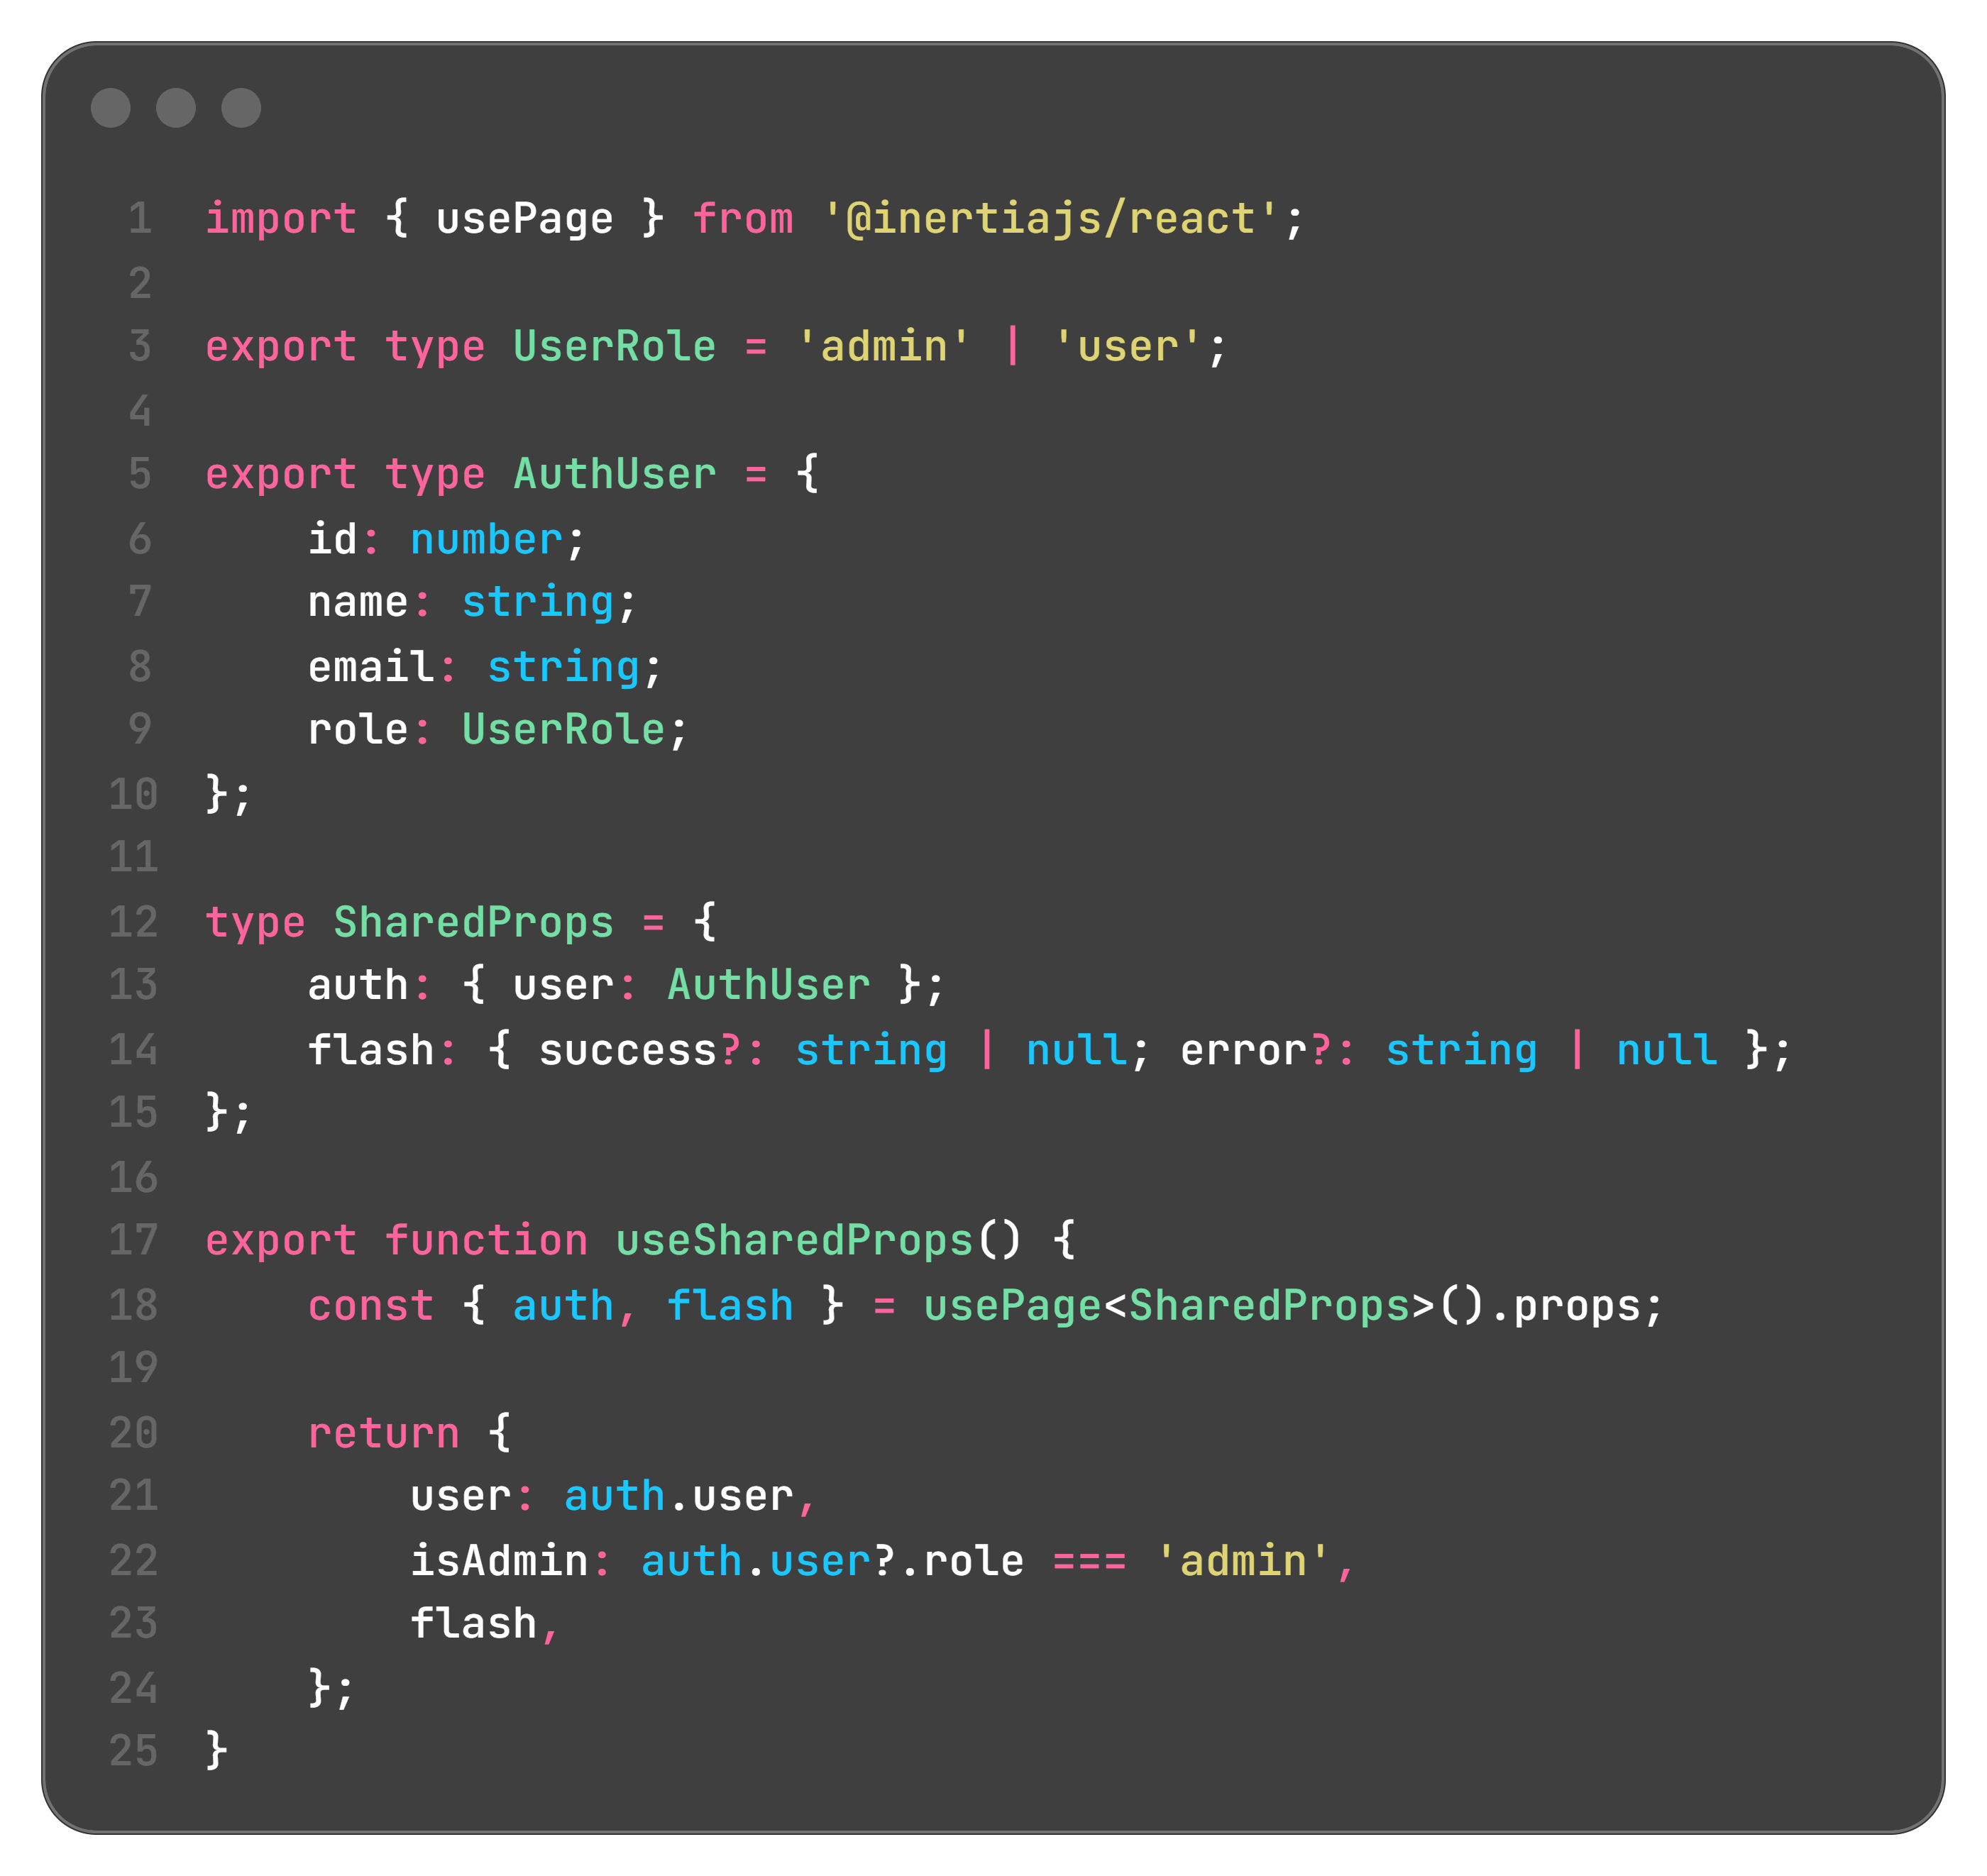 1 import { usePage } from '@inertiajs/react';
2
3 export type UserRole = 'admin' | 'user';
4
5 export type AuthUser = {
6     id: number;
7     name: string;
8     email: string;
9     role: UserRole;
10 };
11
12 type SharedProps = {
13     auth: { user: AuthUser };
14     flash: { success?: string | null; error?: string | null };
15 };
16
17 export function useSharedProps() {
18     const { auth, flash } = usePage<SharedProps>().props;
19
20     return {
21         user: auth.user,
22         isAdmin: auth.user?.role === 'admin',
23         flash,
24     };
25 }